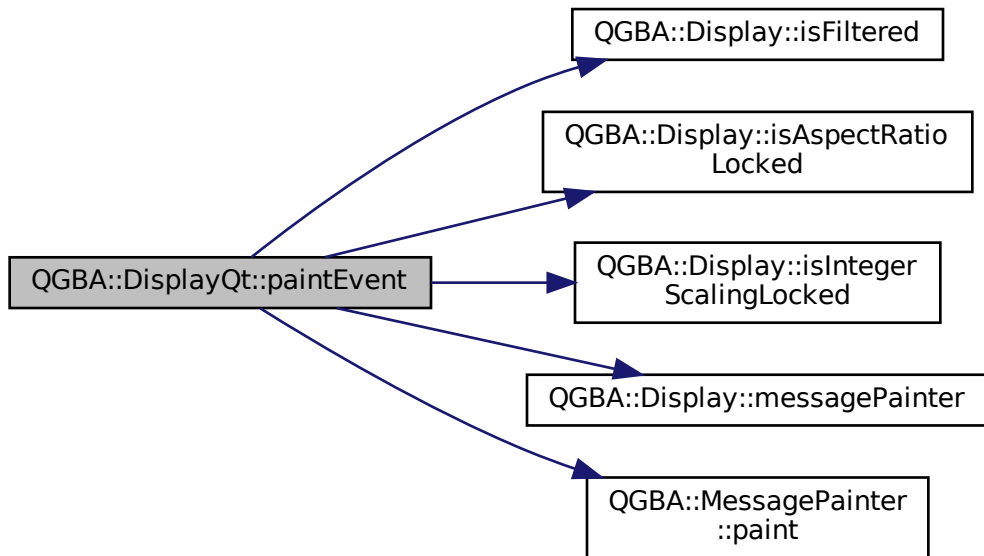 QGBA::Display::isFiltered
QGBA::Display::isAspectRatio
Locked
QGBA::DisplayQt::paintEvent
QGBA::Display::isInteger
ScalingLocked
QGBA::Display::messagePainter
QGBA::MessagePainter
::paint